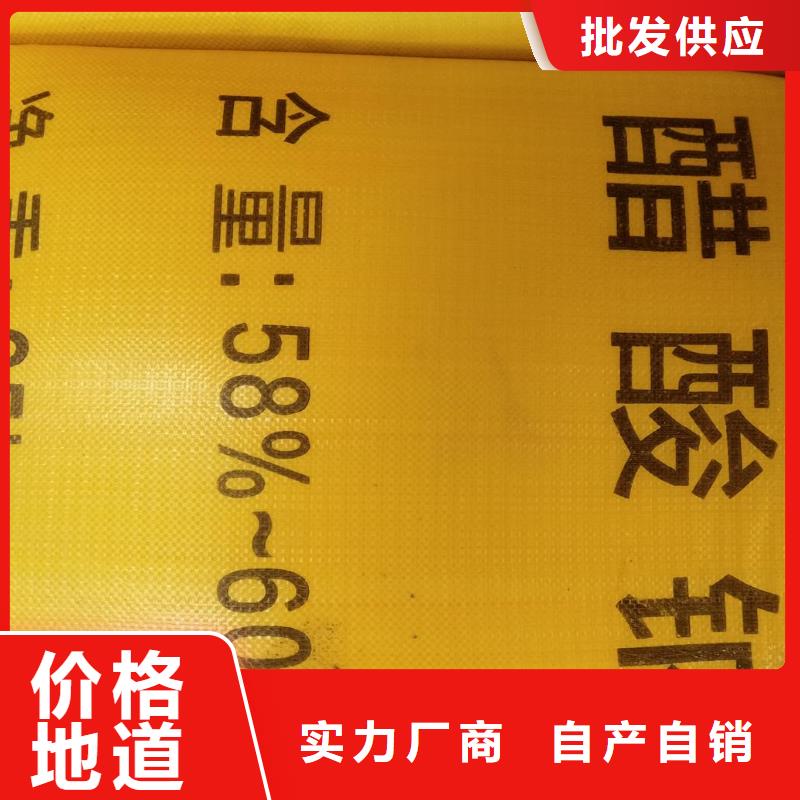 批发供应
醋酸
含量:58%~60
价格
地道
实力厂商 自产自销